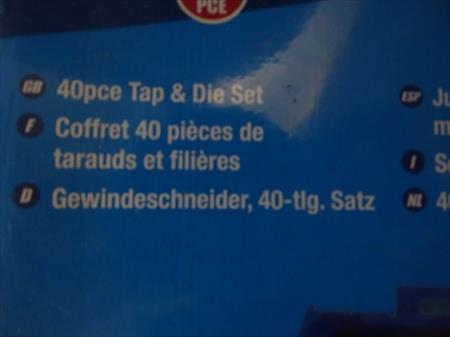 PCE
GB 40pce Tap & Die Set
F Coffret 40 pièces de
tarauds et filières
D Gewindeschneider, 40-tlg. Satz
ESP
I
NL